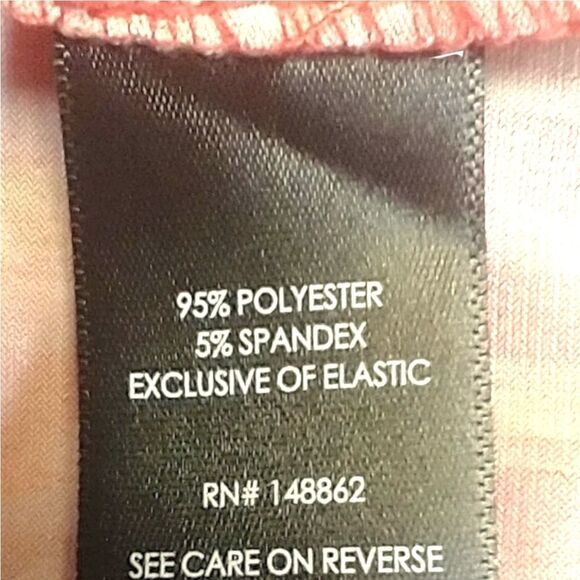 95% POLYESTER
5% SPANDEX
EXCLUSIVE OF ELASTIC
RN# 148862
SEE CARE ON REVERSE